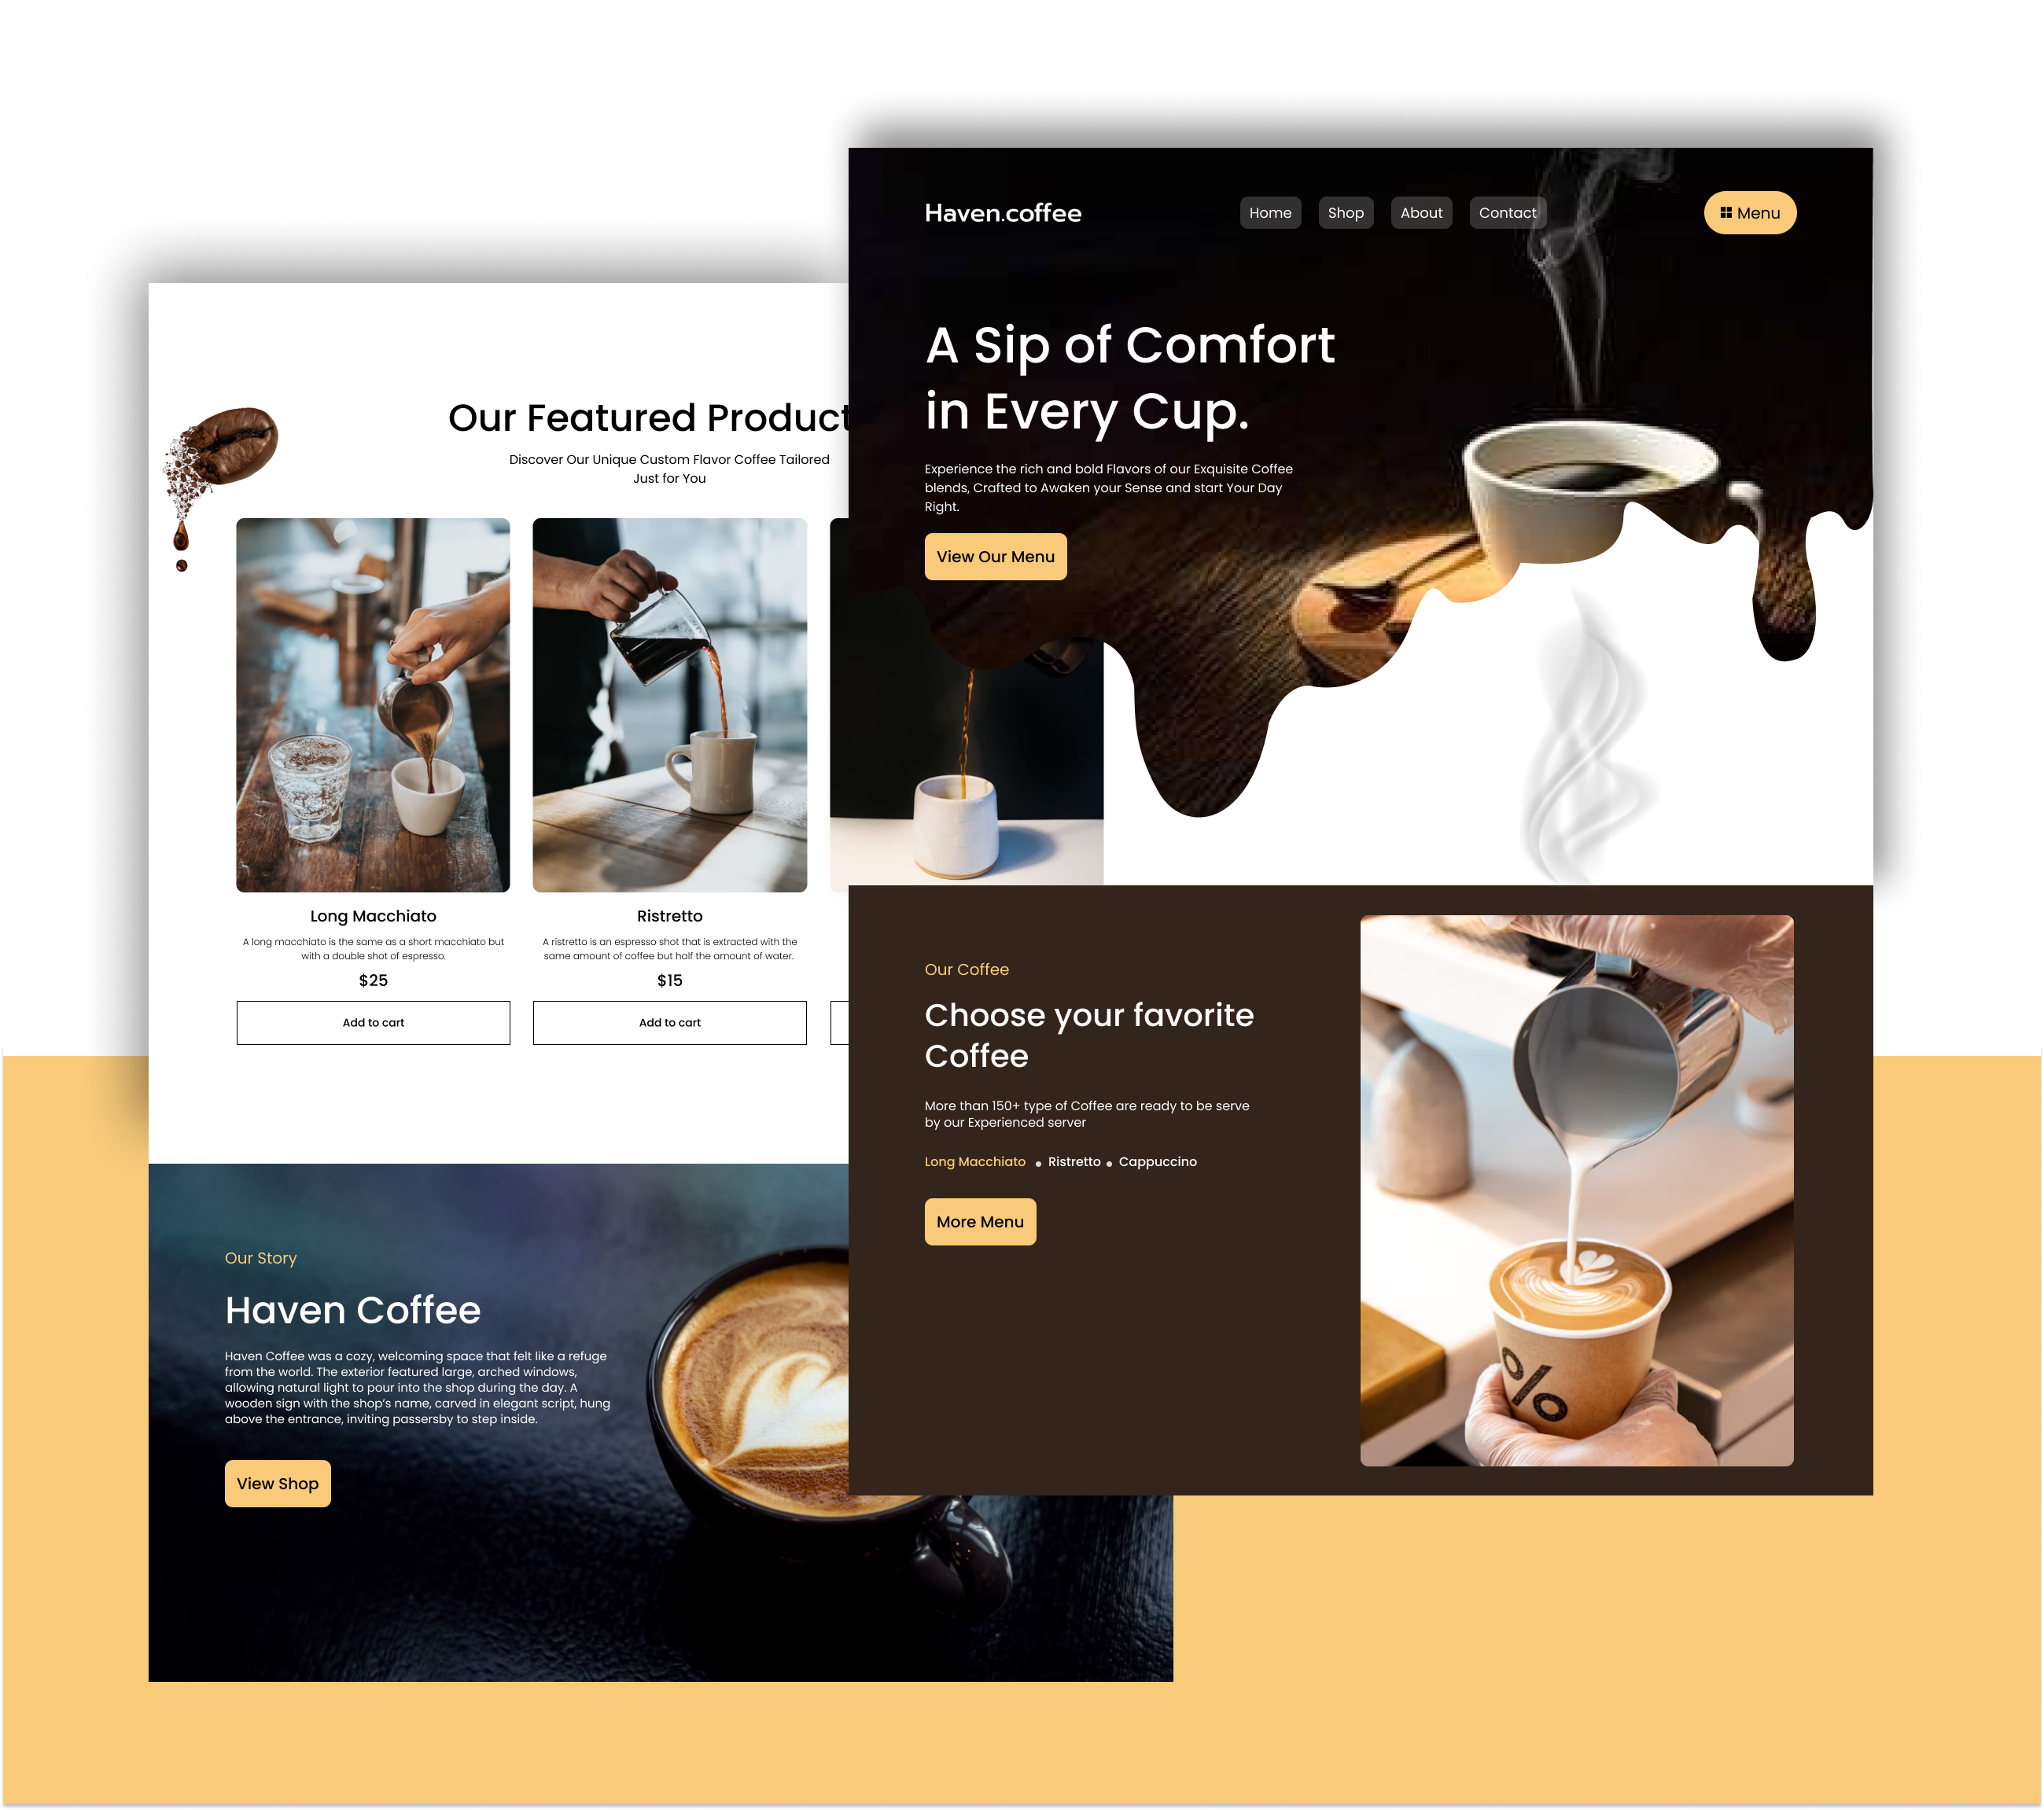 Haven.coffee
Home
Shop
About
Contact
Menu
A Sip of Comfort
in Every Cup.
Experience the rich and bold Flavors of our Exquisite Coffee
blends, Crafted to Awaken your Sense and start Your Day
Right.
View Our Menu
Our Coffee
Choose your favorite
Coffee
More than 150+ type of Coffee are ready to be serve
by our Experienced server
Long Macchiato
Ristretto
Cappuccino
More Menu
%
Our Featured Product
Discover Our Unique Custom Flavor Coffee Tailored
Just for You
Long Macchiato
A long macchiato is the same as a short macchiato but
with a double shot of espresso.
$25
Add to cart
Ristretto
A ristretto is an espresso shot that is extracted with the
same amount of coffee but half the amount of water.
$15
Add to cart
Our Story
Haven Coffee
Haven Coffee was a cozy, welcoming space that felt like a refuge
from the world. The exterior featured large, arched windows,
allowing natural light to pour into the shop during the day. A
wooden sign with the shop’s name, carved in elegant script, hung
above the entrance, inviting passersby to step inside.
View Shop